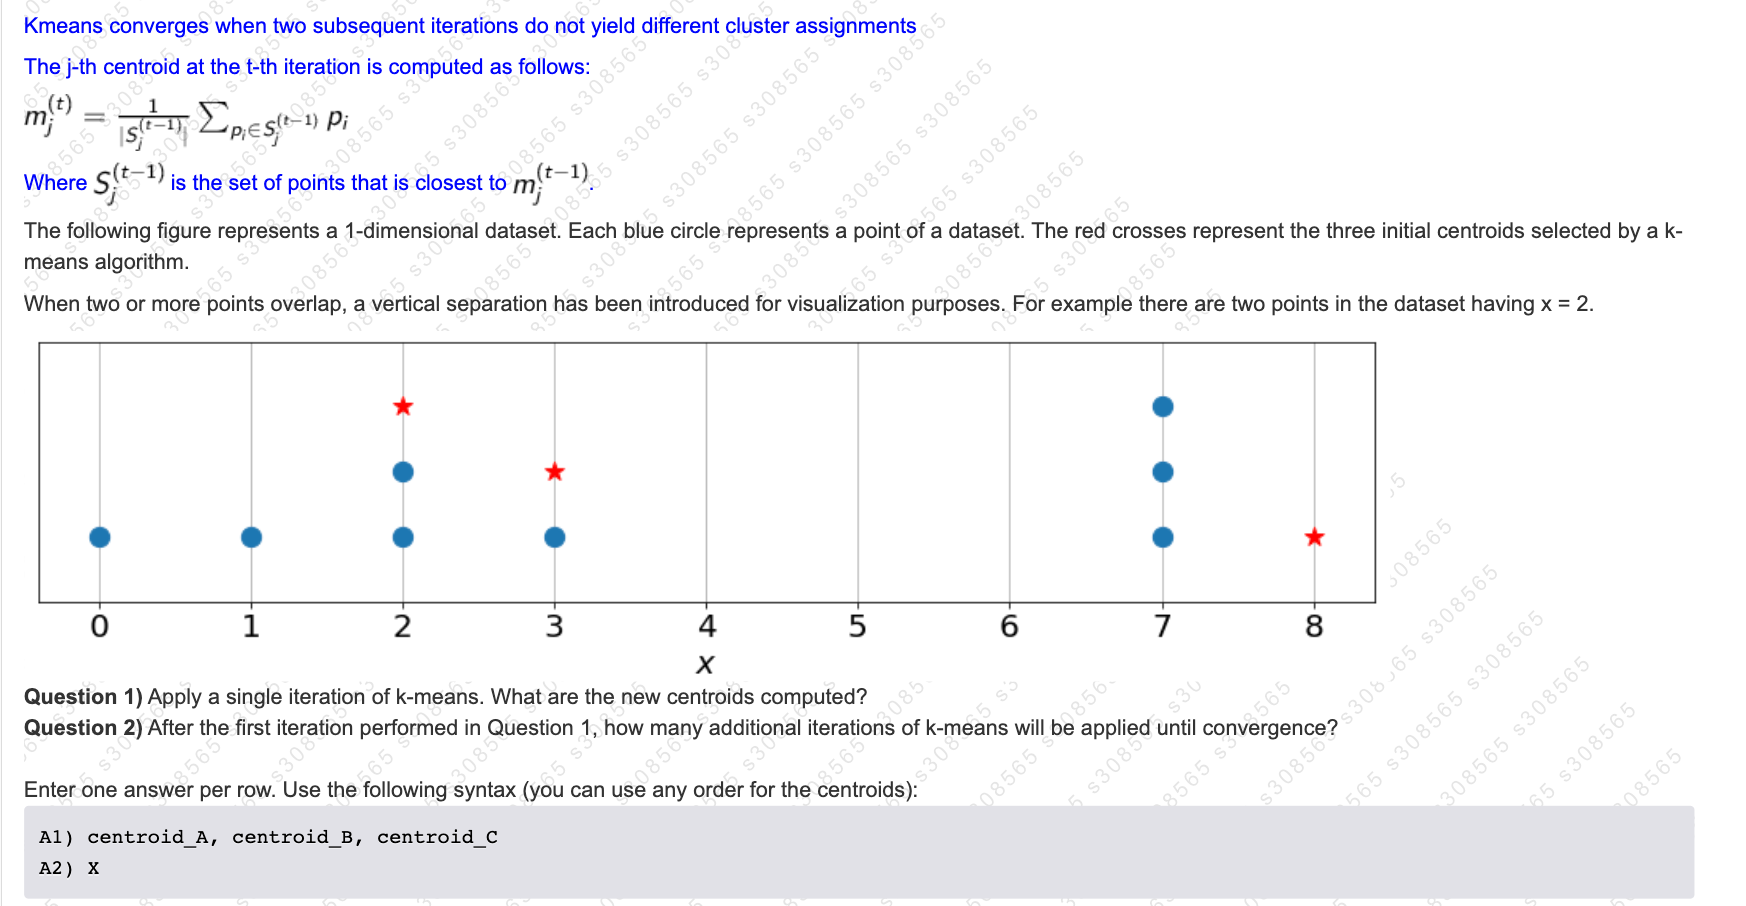 Kmeans converges when two subsequent iterations do not yield different cluster assignments
The j-th centroid at the t-th iteration is computed as follows:
m_j^(t) = 1/|S_j^(t−1)| ∑_{p_i∈S_j^(t−1)} p_i
Where S_j^(t−1) is the set of points that is closest to m_j^(t−1).
The following figure represents a 1-dimensional dataset. Each blue circle represents a point of a dataset. The red crosses represent the three initial centroids selected by a k-
means algorithm.
When two or more points overlap, a vertical separation has been introduced for visualization purposes. For example there are two points in the dataset having x = 2.
0 1 2 3 4 5 6 7 8
x
Question 1) Apply a single iteration of k-means. What are the new centroids computed?
Question 2) After the first iteration performed in Question 1, how many additional iterations of k-means will be applied until convergence?
Enter one answer per row. Use the following syntax (you can use any order for the centroids):
A1) centroid_A, centroid_B, centroid_C
A2) X
s308565